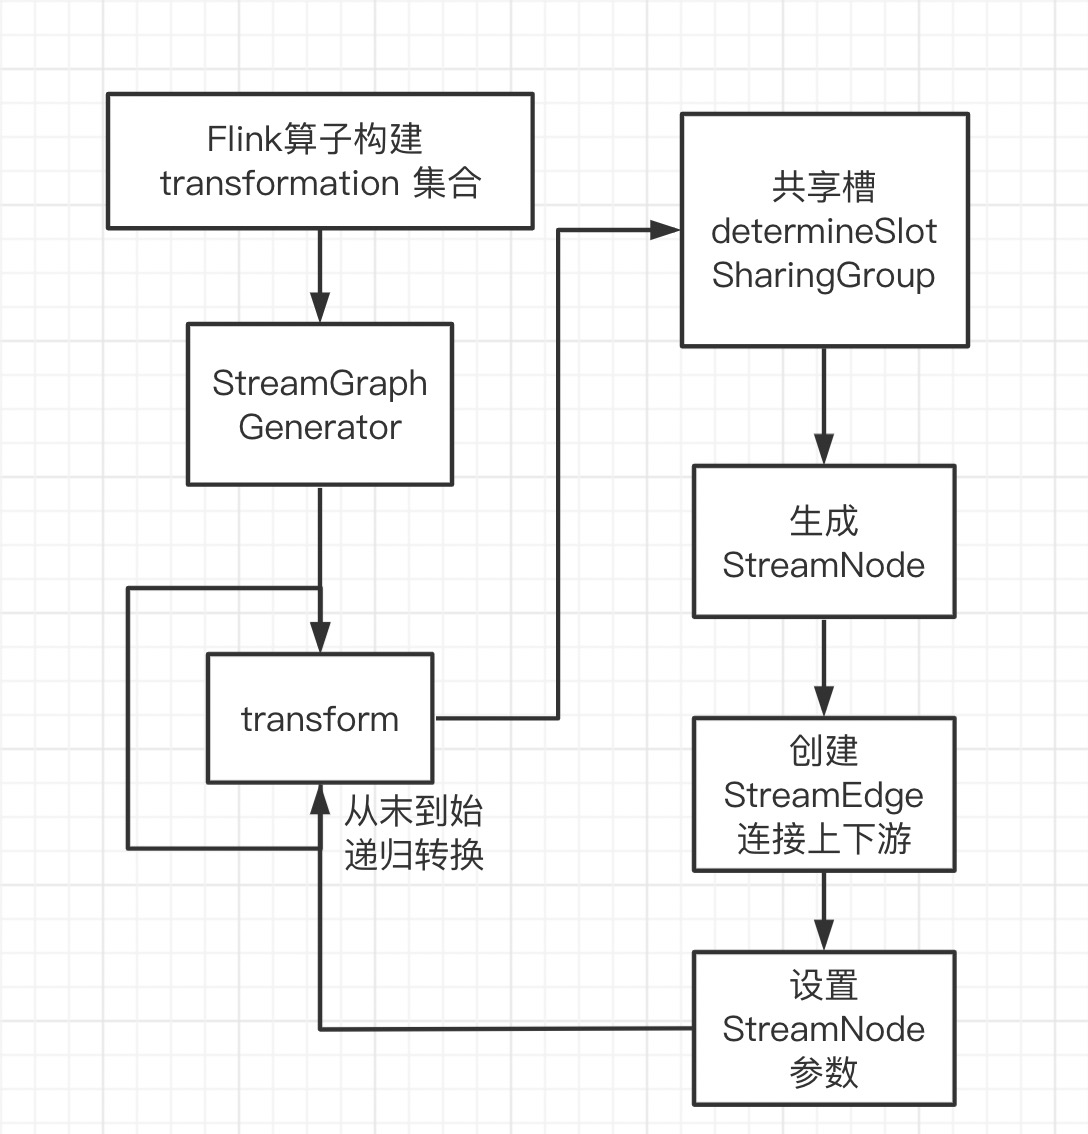 Flink算子构建
transformation 集合
StreamGraph
Generator
transform
从末到始
递归转换
共享槽
determineSlot
SharingGroup
生成
StreamNode
创建
StreamEdge
连接上下游
设置
StreamNode
参数